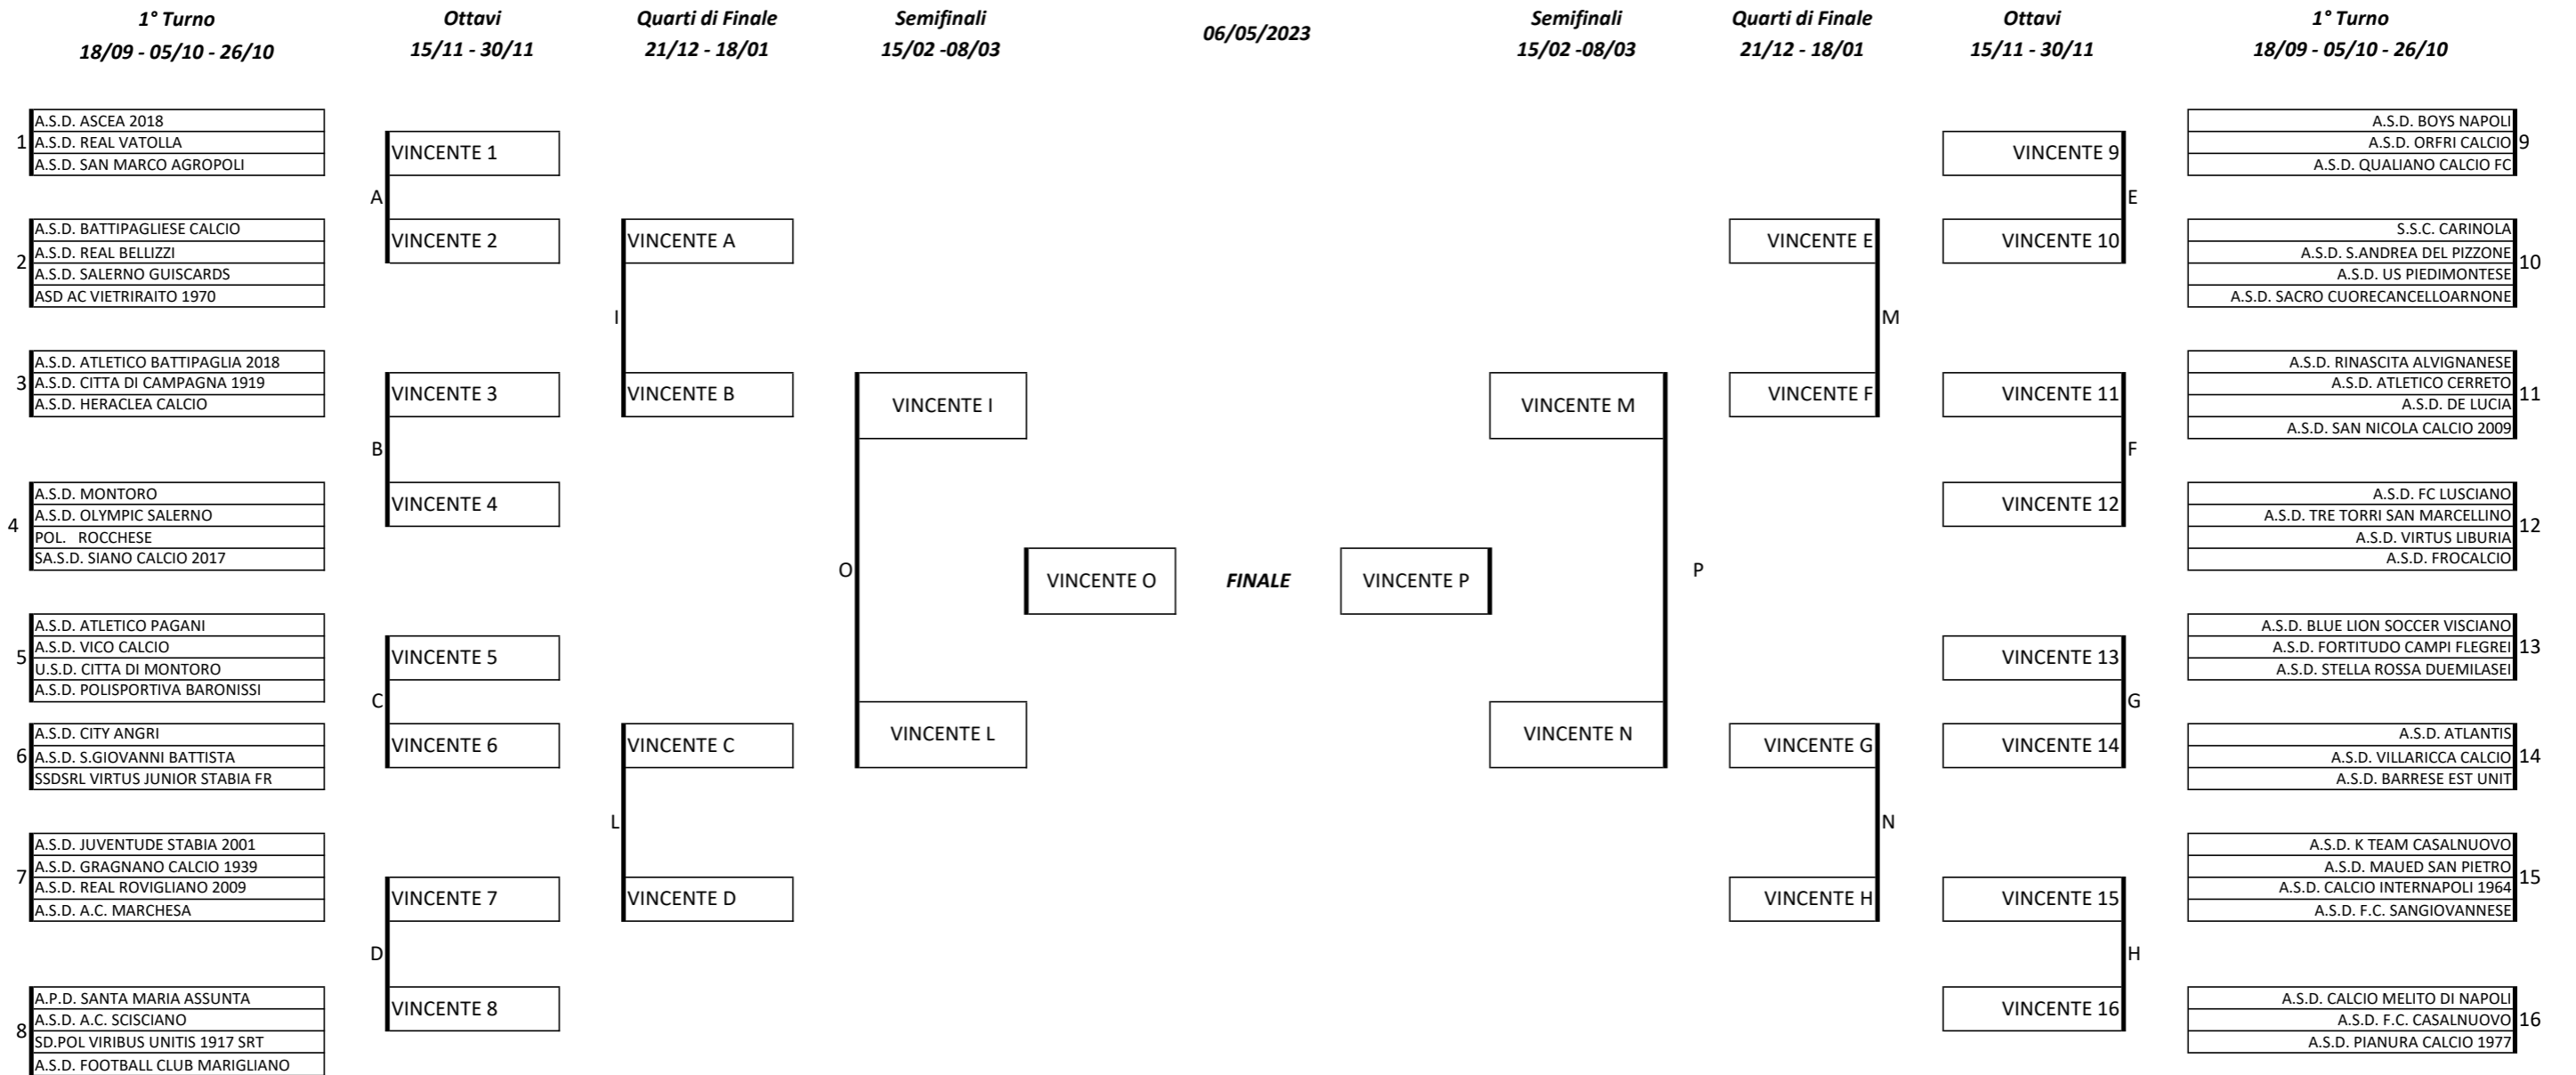 1° Turno
18/09 - 05/10 - 26/10
Ottavi
15/11 - 30/11
Quarti di Finale
21/12 - 18/01
Semifinali
15/02 -08/03
06/05/2023
Semifinali
15/02 -08/03
Quarti di Finale
21/12 - 18/01
Ottavi
15/11 - 30/11
1° Turno
18/09 - 05/10 - 26/10
1
A.S.D. ASCEA 2018
A.S.D. REAL VATOLLA
A.S.D. SAN MARCO AGROPOLI
2
A.S.D. BATTIPAGLIESE CALCIO
A.S.D. REAL BELLIZZI
A.S.D. SALERNO GUISCARDS
ASD AC VIETRIRAITO 1970
3
A.S.D. ATLETICO BATTIPAGLIA 2018
A.S.D. CITTA DI CAMPAGNA 1919
A.S.D. HERACLEA CALCIO
4
A.S.D. MONTORO
A.S.D. OLYMPIC SALERNO
POL. ROCCHESE
SA.S.D. SIANO CALCIO 2017
5
A.S.D. ATLETICO PAGANI
A.S.D. VICO CALCIO
U.S.D. CITTA DI MONTORO
A.S.D. POLISPORTIVA BARONISSI
6
A.S.D. CITY ANGRI
A.S.D. S.GIOVANNI BATTISTA
SSDSRL VIRTUS JUNIOR STABIA FR
7
A.S.D. JUVENTUDE STABIA 2001
A.S.D. GRAGNANO CALCIO 1939
A.S.D. REAL ROVIGLIANO 2009
A.S.D. A.C. MARCHESA
8
A.P.D. SANTA MARIA ASSUNTA
A.S.D. A.C. SCISCIANO
SD.POL VIRIBUS UNITIS 1917 SRT
A.S.D. FOOTBALL CLUB MARIGLIANO
VINCENTE 1
A
VINCENTE 2
VINCENTE 3
B
VINCENTE 4
VINCENTE 5
C
VINCENTE 6
VINCENTE 7
D
VINCENTE 8
VINCENTE A
I
VINCENTE B
VINCENTE C
L
VINCENTE D
VINCENTE I
O
VINCENTE L
VINCENTE O
FINALE
VINCENTE P
VINCENTE M
P
VINCENTE N
VINCENTE E
M
VINCENTE F
VINCENTE G
N
VINCENTE H
VINCENTE 9
E
VINCENTE 10
VINCENTE 11
F
VINCENTE 12
VINCENTE 13
G
VINCENTE 14
VINCENTE 15
H
VINCENTE 16
A.S.D. BOYS NAPOLI
A.S.D. ORFRI CALCIO
A.S.D. QUALIANO CALCIO FC
9
S.S.C. CARINOLA
A.S.D. S.ANDREA DEL PIZZONE
A.S.D. US PIEDIMONTESE
A.S.D. SACRO CUORECANCELLOARNONE
10
A.S.D. RINASCITA ALVIGNANESE
A.S.D. ATLETICO CERRETO
A.S.D. DE LUCIA
A.S.D. SAN NICOLA CALCIO 2009
11
A.S.D. FC LUSCIANO
A.S.D. TRE TORRI SAN MARCELLINO
A.S.D. VIRTUS LIBURIA
A.S.D. FROCALCIO
12
A.S.D. BLUE LION SOCCER VISCIANO
A.S.D. FORTITUDO CAMPI FLEGREI
A.S.D. STELLA ROSSA DUEMILASEI
13
A.S.D. ATLANTIS
A.S.D. VILLARICCA CALCIO
A.S.D. BARRESE EST UNIT
14
A.S.D. K TEAM CASALNUOVO
A.S.D. MAUED SAN PIETRO
A.S.D. CALCIO INTERNAPOLI 1964
A.S.D. F.C. SANGIOVANNESE
15
A.S.D. CALCIO MELITO DI NAPOLI
A.S.D. F.C. CASALNUOVO
A.S.D. PIANURA CALCIO 1977
16